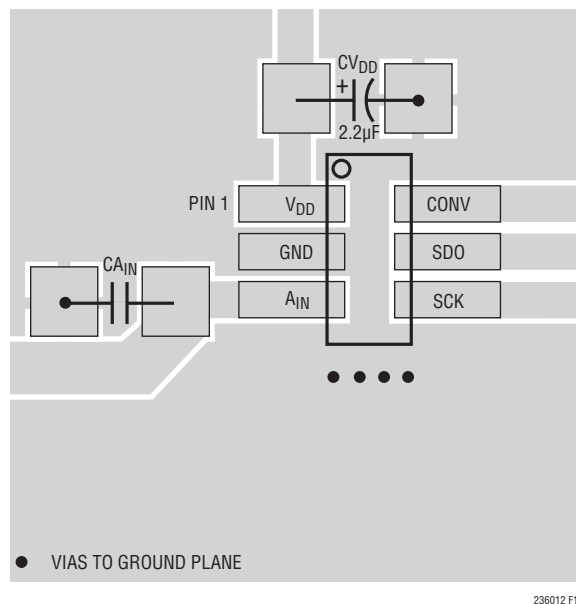 CVDD
+
2.2µF
PIN 1 VDD CONV
GND SDO
CAIN
AIN SCK
VIAS TO GROUND PLANE
236012 F1